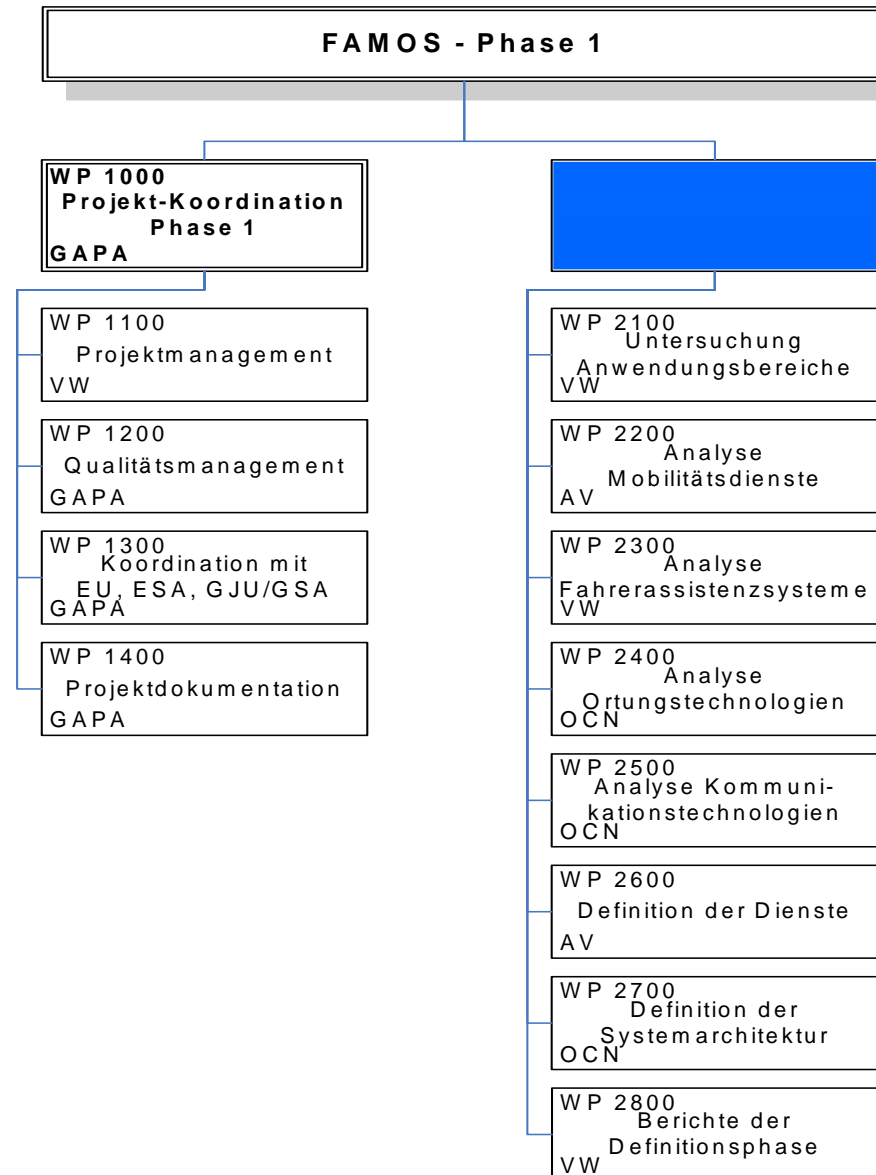 FAMOS - Phase 1
WP 1000
Projekt-Koordination
Phase 1
GAPA
WP 1100
Projektmanagement
VW
WP 1200
Qualitätsmanagement
GAPA
WP 1300
Koordination mit
EU, ESA, GJU/GSA
GAPA
WP 1400
Projektdokumentation
GAPA
WP 2100
Untersuchung
Anwendungsbereiche
VW
WP 2200
Analyse
Mobilitätsdienste
AV
WP 2300
Analyse
Fahrerassistenzsysteme
VW
WP 2400
Analyse
Ortungstechnologien
OCN
WP 2500
Analyse Kommuni-
kationstechnologien
OCN
WP 2600
Definition der Dienste
AV
WP 2700
Definition der
Systemarchitektur
OCN
WP 2800
Berichte der
Definitionsphase
VW